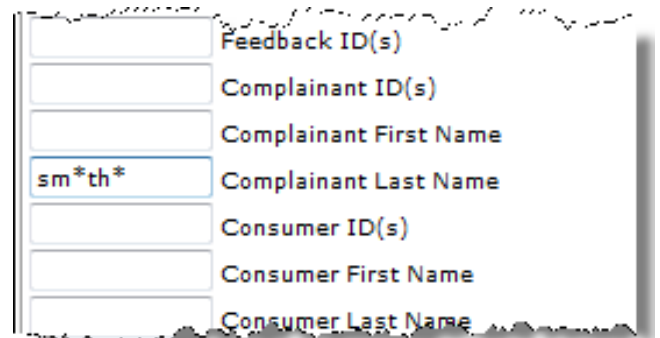 Feedback ID(s)
Complainant ID(s)
Complainant First Name
sm*th* Complainant Last Name
Consumer ID(s)
Consumer First Name
Consumer Last Name